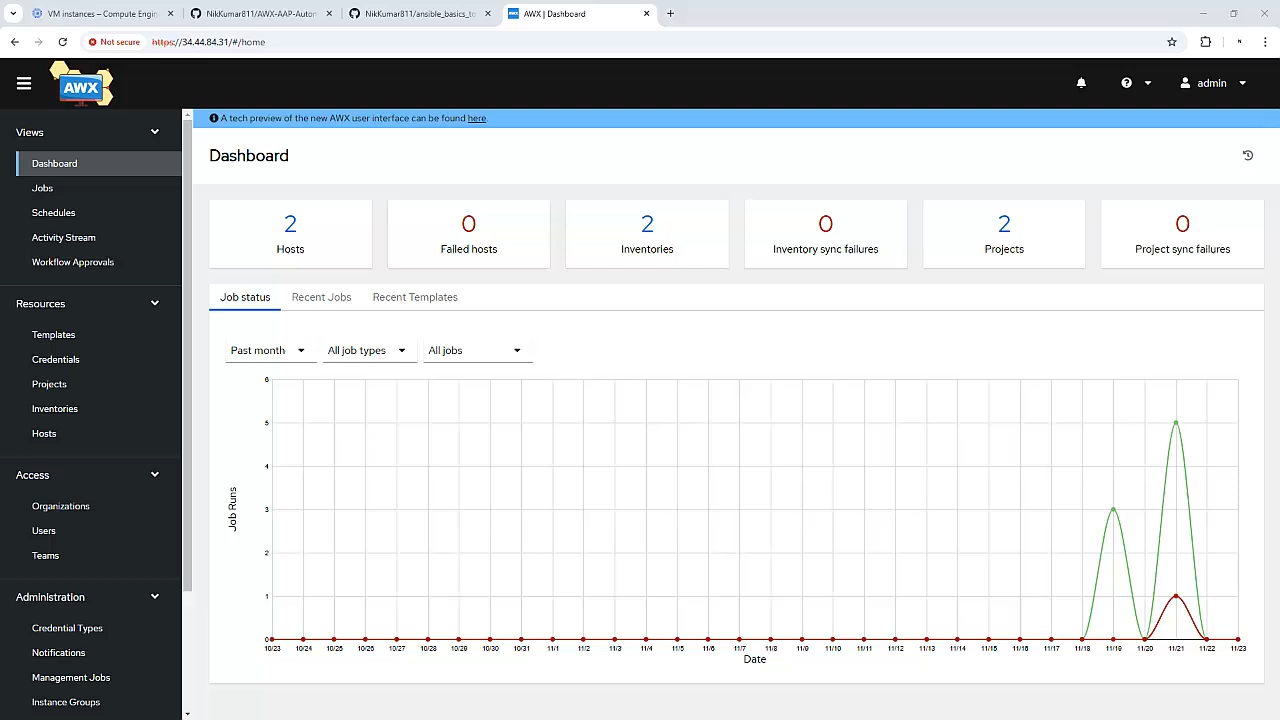 VM instances – Compute Engin
NikKumar811/AWX-AAP-Autom
NikKumar811/ansible_basics_to
AWX | Dashboard
Not secure
https://34.44.84.31/#/home
AWX
admin
A tech preview of the new AWX user interface can be found here.
Views
Dashboard
Jobs
Schedules
Activity Stream
Workflow Approvals
Resources
Templates
Credentials
Projects
Inventories
Hosts
Access
Organizations
Users
Teams
Administration
Credential Types
Notifications
Management Jobs
Instance Groups
Dashboard
2 0 2 0 2 0
Hosts Failed hosts Inventories Inventory sync failures Projects Project sync failures
Job status Recent Jobs Recent Templates
Past month All job types All jobs
6
5
4
3
2
1
0
Job Runs
10/23 10/24 10/25 10/26 10/27 10/28 10/29 10/30 10/31 11/1 11/2 11/3 11/4 11/5 11/6 11/7 11/8 11/9 11/10 11/11 11/12 11/13 11/14 11/15 11/16 11/17 11/18 11/19 11/20 11/21 11/22 11/23
Date